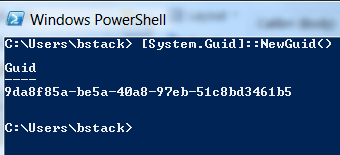 Windows PowerShell
C:\Users\bstack> [System.Guid]::NewGuid()
Guid
----
9da8f85a-be5a-40a8-97eb-51c8bd3461b5
C:\Users\bstack>